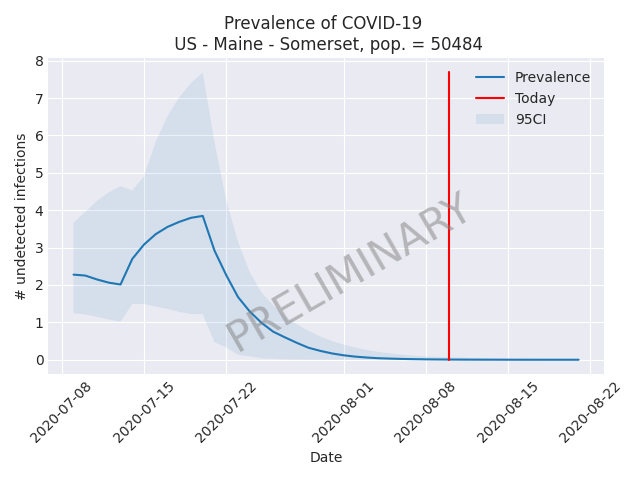 Prevalence of COVID-19
US - Maine - Somerset, pop. = 50484
8
7
6
5
4
3
2
1
0
# undetected infections
Prevalence
Today
95CI
PRELIMINARY
2020-07-08
2020-07-15
2020-07-22
2020-08-01
2020-08-08
2020-08-15
2020-08-22
Date